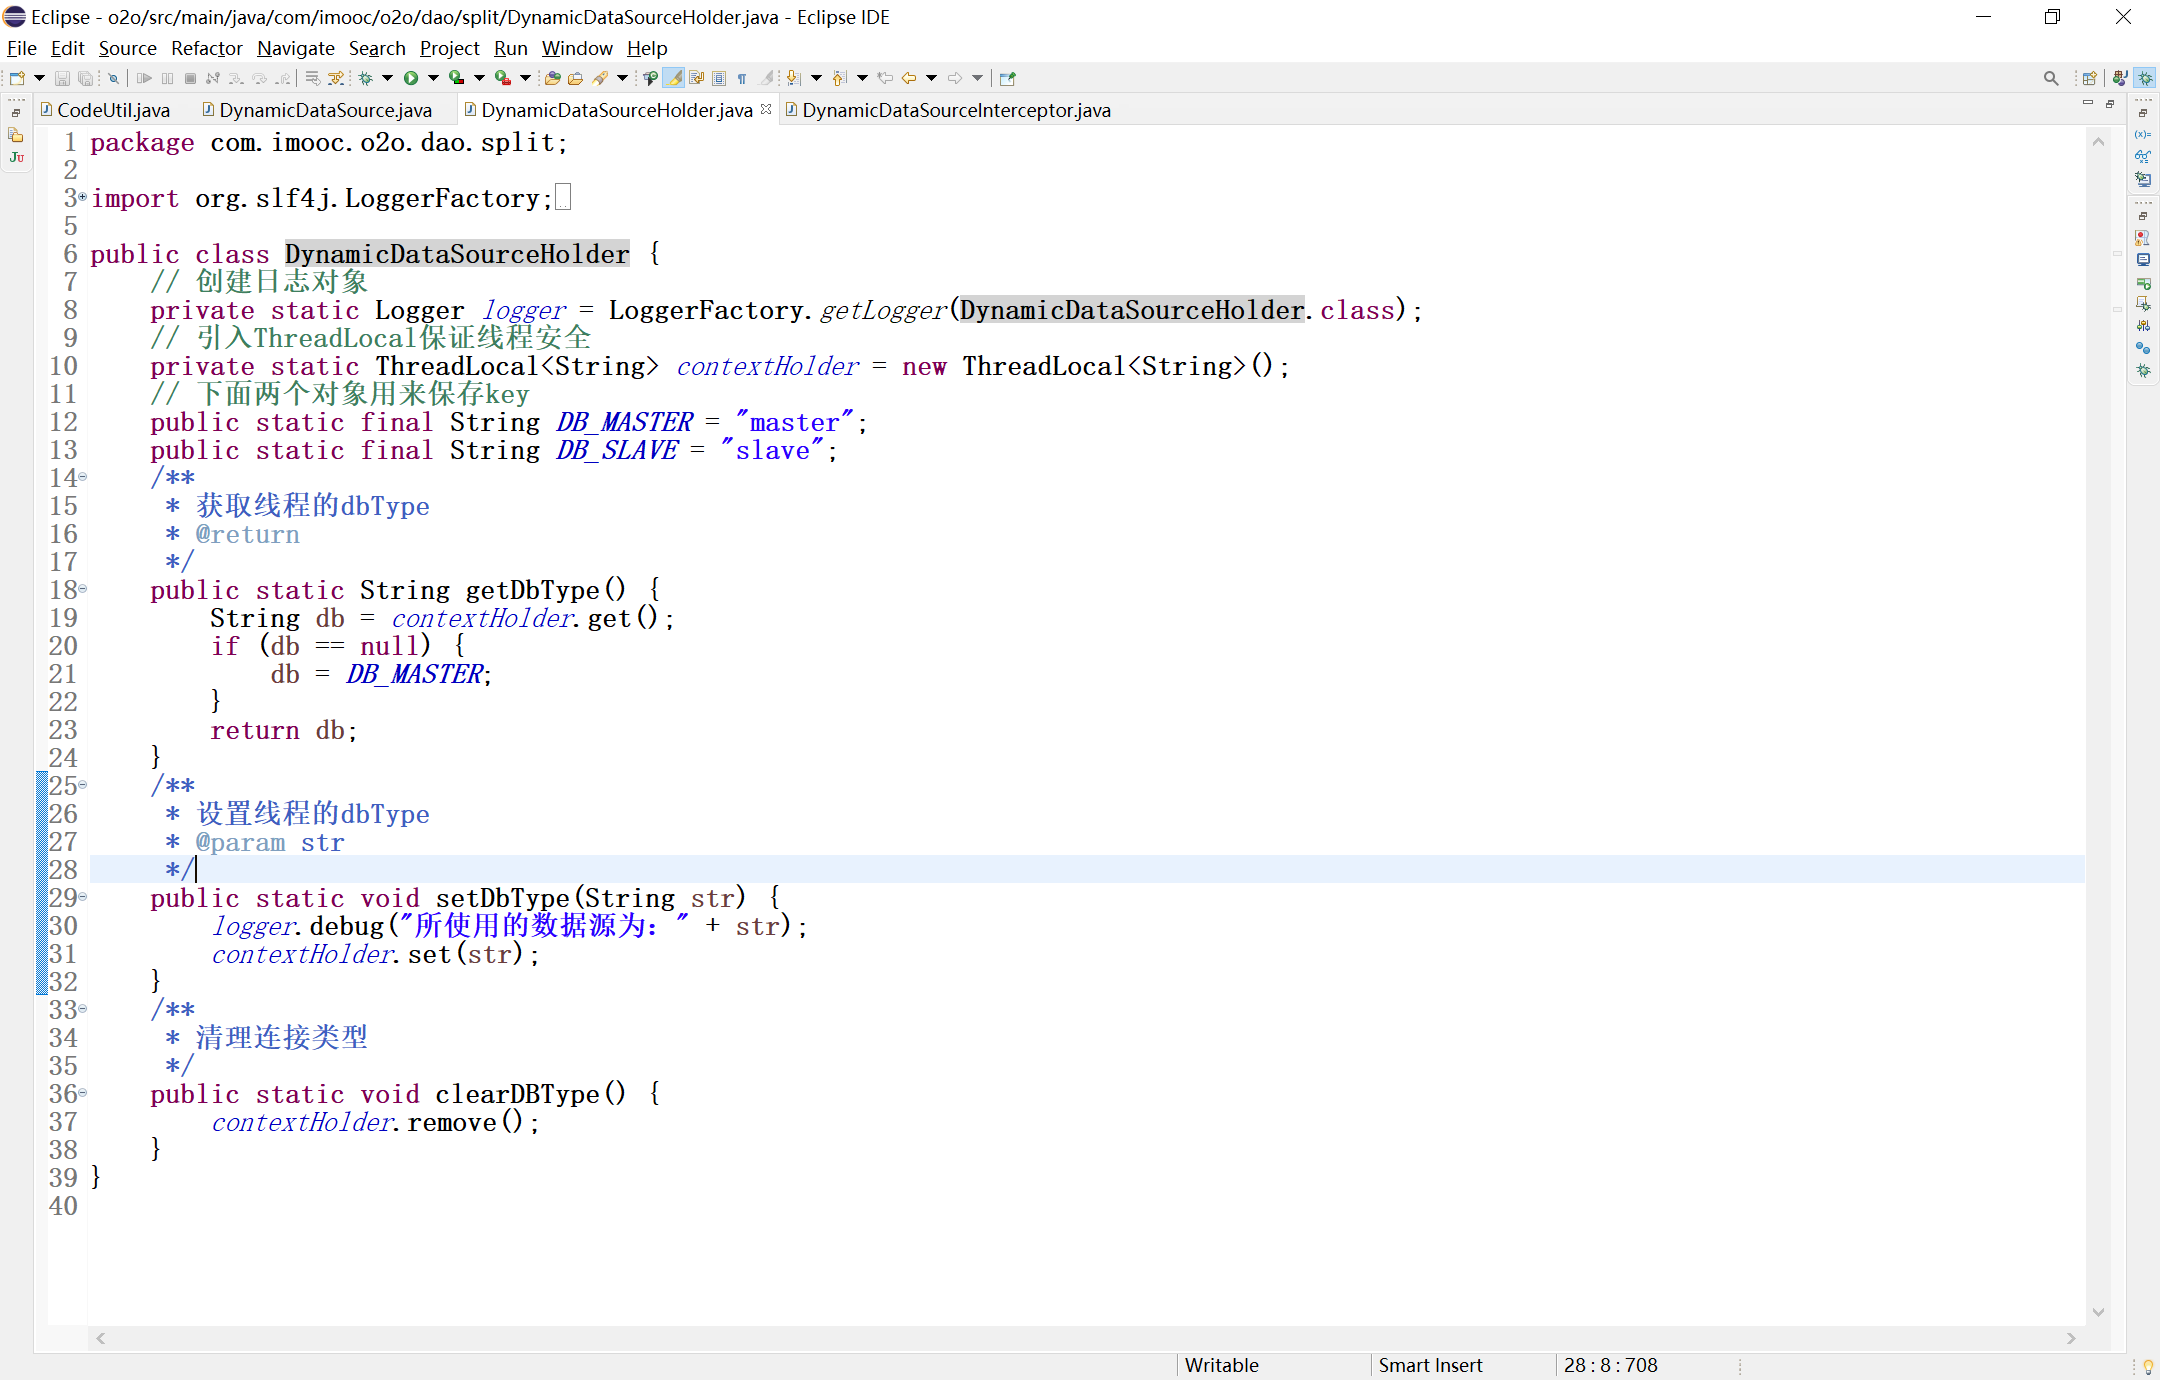 Eclipse - o2o/src/main/java/com/imooc/o2o/dao/split/DynamicDataSourceHolder.java - Eclipse IDE
File Edit Source Refactor Navigate Search Project Run Window Help
CodeUtil.java DynamicDataSource.java DynamicDataSourceHolder.java DynamicDataSourceInterceptor.java
1 package com.imooc.o2o.dao.split;
2
3 import org.slf4j.LoggerFactory;
5
6 public class DynamicDataSourceHolder {
7     // 创建日志对象
8     private static Logger logger = LoggerFactory.getLogger(DynamicDataSourceHolder.class);
9     // 引入ThreadLocal保证线程安全
10     private static ThreadLocal<String> contextHolder = new ThreadLocal<String>();
11     // 下面两个对象用来保存key
12     public static final String DB_MASTER = "master";
13     public static final String DB_SLAVE = "slave";
14     /**
15      * 获取线程的dbType
16      * @return
17      */
18     public static String getDbType() {
19         String db = contextHolder.get();
20         if (db == null) {
21             db = DB_MASTER;
22         }
23         return db;
24     }
25     /**
26      * 设置线程的dbType
27      * @param str
28      */
29     public static void setDbType(String str) {
30         logger.debug("所使用的数据源为：" + str);
31         contextHolder.set(str);
32     }
33     /**
34      * 清理连接类型
35      */
36     public static void clearDBType() {
37         contextHolder.remove();
38     }
39 }
40
Writable Smart Insert 28 : 8 : 708